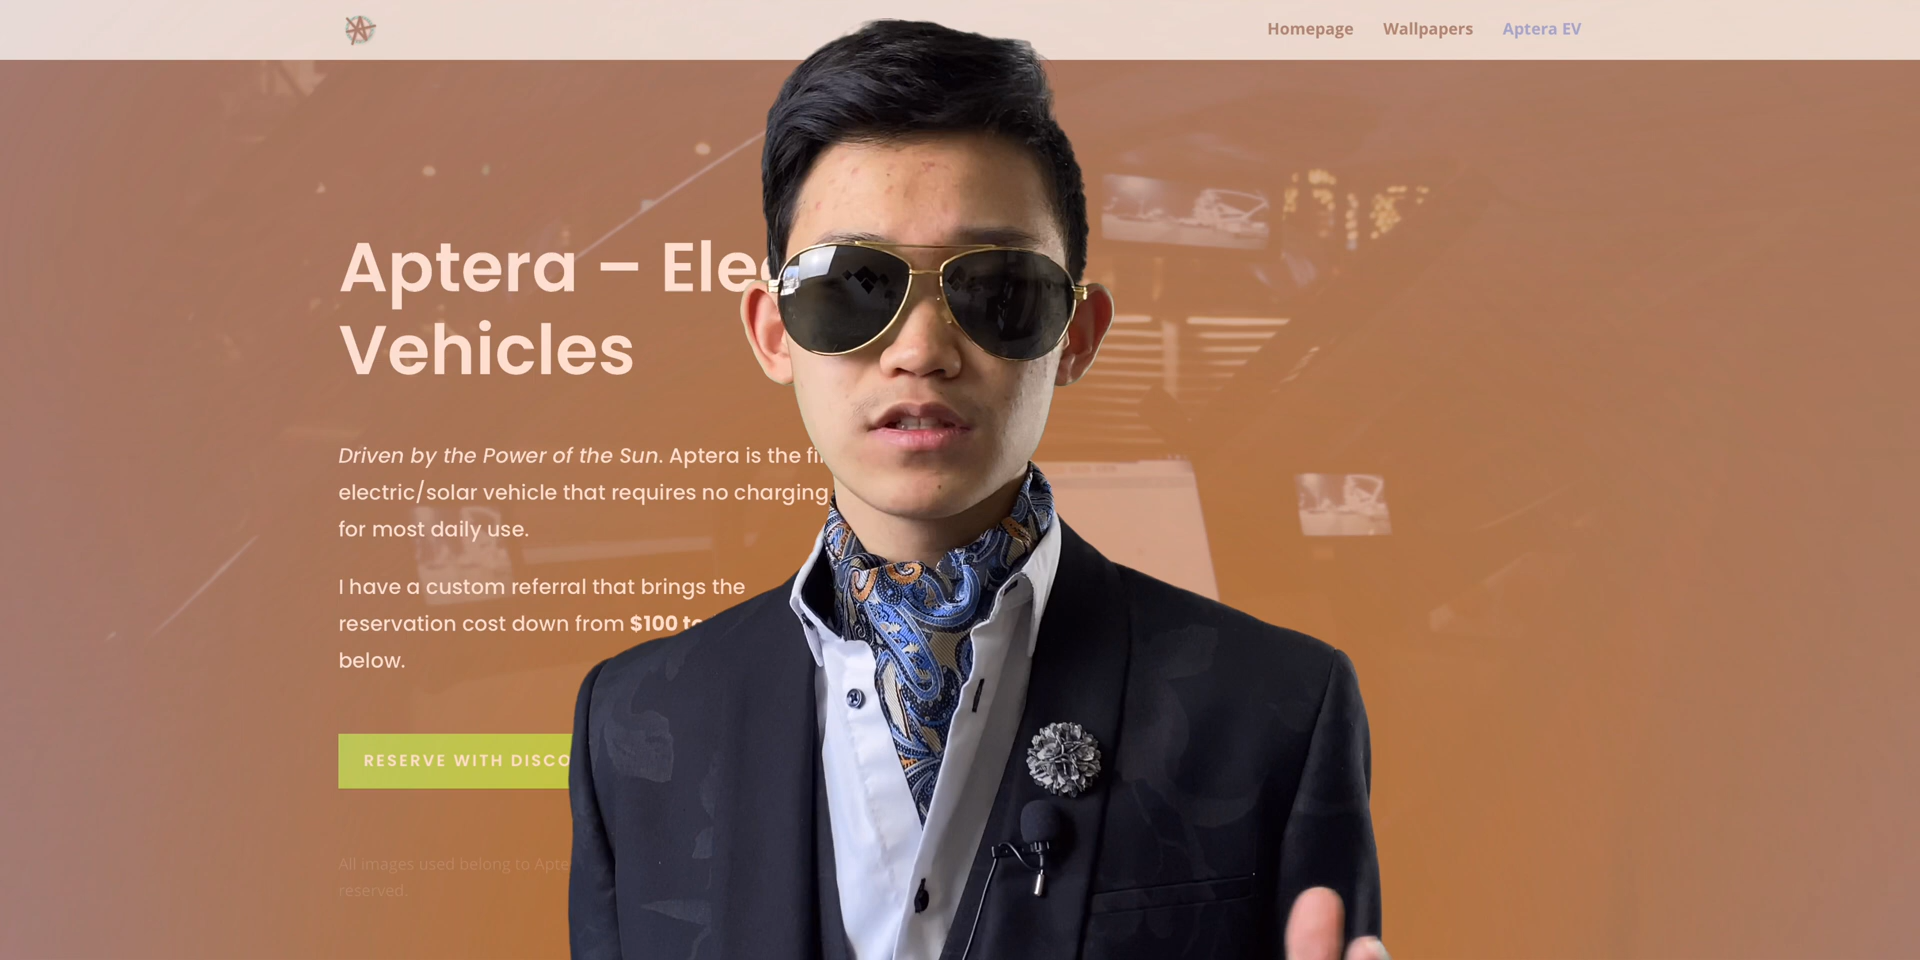 Homepage Wallpapers Aptera EV
Aptera – Elec
Vehicles
Driven by the Power of the Sun. Aptera is the fi
electric/solar vehicle that requires no charging
for most daily use.
I have a custom referral that brings the
reservation cost down from $100 to
below.
RESERVE WITH DISCO
All images used belong to Apte
reserved.